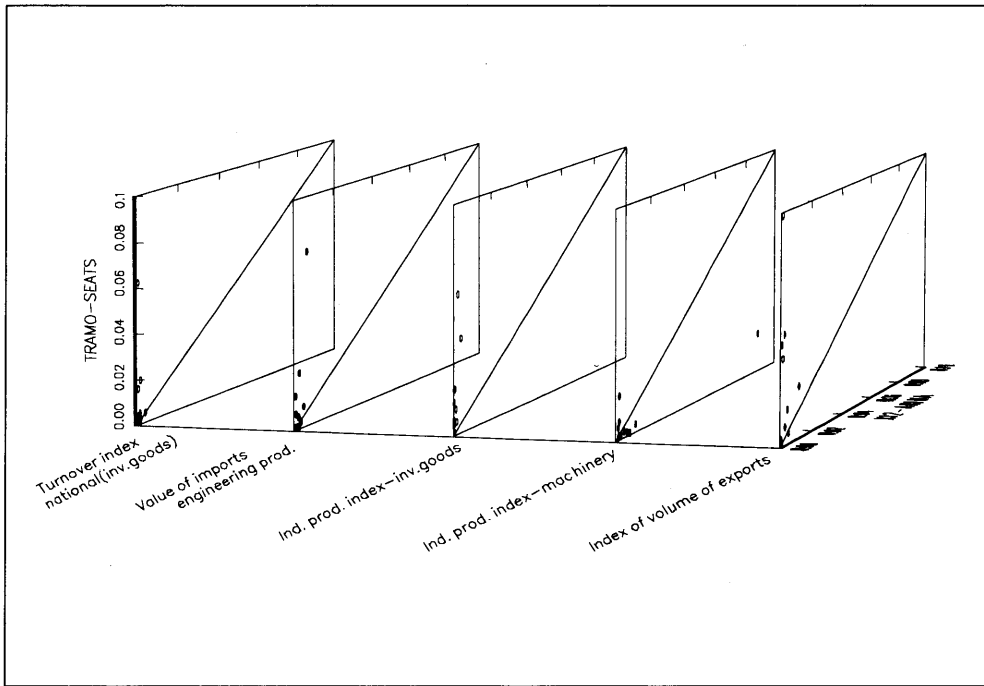 0.1
0.08
0.06
0.04
0.02
0.00
TRAMO-SEATS
Turnover index
national(inv.goods)
Value of imports
engineering prod.
Ind. prod. index-inv.goods
Ind. prod. index-machinery
Index of volume of exports